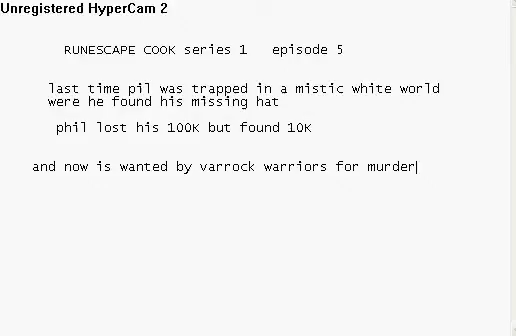 Unregistered HyperCam 2
RUNESCAPE COOK series 1 episode 5
last time pil was trapped in a mistic white world
were he found his missing hat
phil lost his 100K but found 10K
and now is wanted by varrock warriors for murder